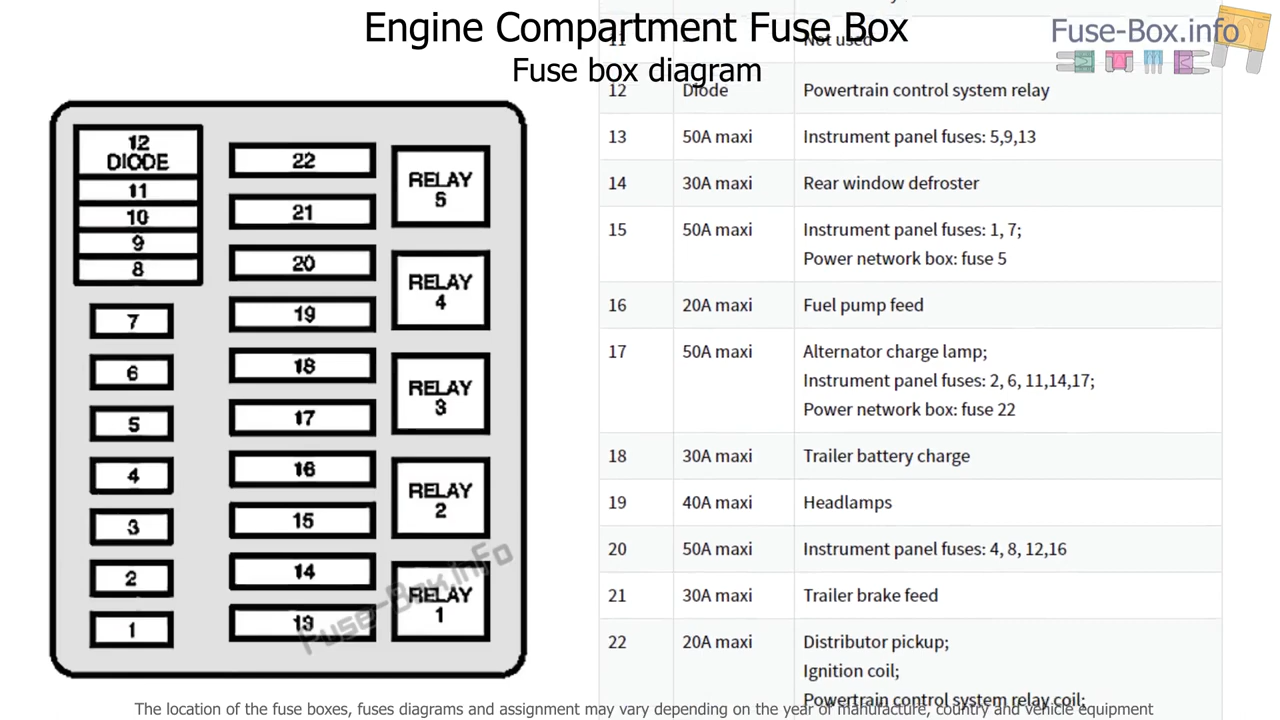 Engine Compartment Fuse Box
Fuse box diagram
Fuse-Box.info
12
DIODE
11
10
9
8
7
6
5
4
3
2
1
22
21
20
19
18
17
16
15
14
13
RELAY
5
RELAY
4
RELAY
3
RELAY
2
RELAY
1
Fuse-Box.info
11 Not used
12 Diode Powertrain control system relay
13 50A maxi Instrument panel fuses: 5,9,13
14 30A maxi Rear window defroster
15 50A maxi Instrument panel fuses: 1, 7;
Power network box: fuse 5
16 20A maxi Fuel pump feed
17 50A maxi Alternator charge lamp;
Instrument panel fuses: 2, 6, 11,14,17;
Power network box: fuse 22
18 30A maxi Trailer battery charge
19 40A maxi Headlamps
20 50A maxi Instrument panel fuses: 4, 8, 12,16
21 30A maxi Trailer brake feed
22 20A maxi Distributor pickup;
Ignition coil;
Powertrain control system relay coil;
The location of the fuse boxes, fuses diagrams and assignment may vary depending on the year of manufacture, country and vehicle equipment